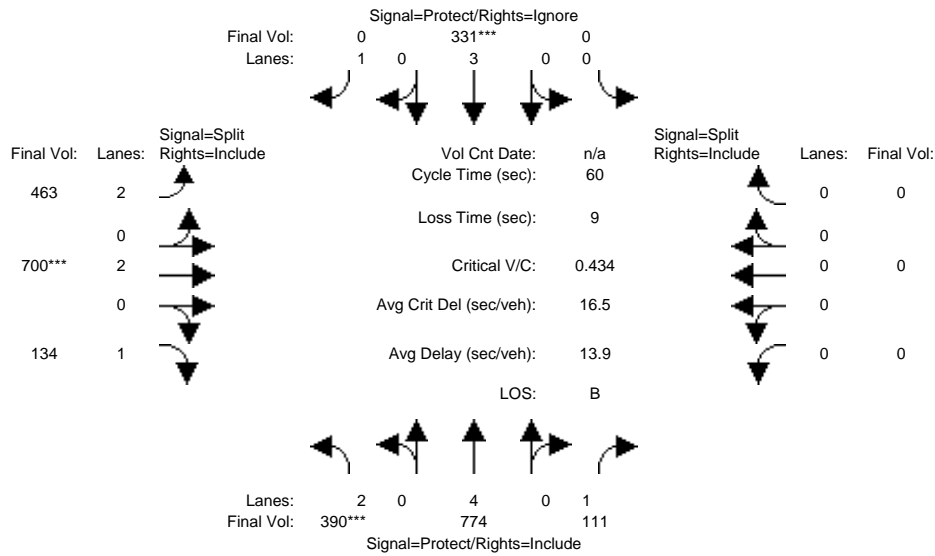 Signal=Protect/Rights=Ignore
Final Vol: 0 331*** 0
Lanes: 1 0 3 0 0
Signal=Split Signal=Split
Final Vol: Lanes: Rights=Include Vol Cnt Date: n/a Rights=Include Lanes: Final Vol:
Cycle Time (sec): 60
463 2 0 0
Loss Time (sec): 9
0 0
700*** 2 Critical V/C: 0.434 0 0
0 Avg Crit Del (sec/veh): 16.5 0
134 1 Avg Delay (sec/veh): 13.9 0 0
LOS: B
Lanes: 2 0 4 0 1
Final Vol: 390*** 774 111
Signal=Protect/Rights=Include